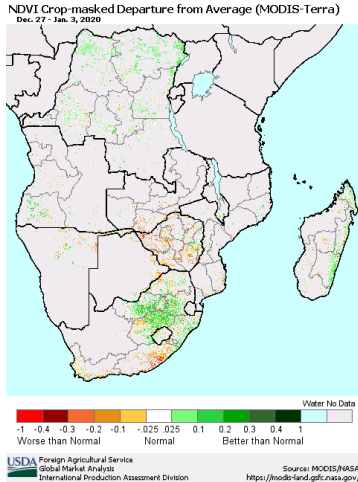 NDVI Crop-masked Departure from Average (MODIS-Terra)
Dec. 27 - Jan. 3, 2020
Water No Data
-1 -0.4 -0.3 -0.2 -0.1 -.025 .025 0.1 0.2 0.3 0.4 1
Worse than Normal Normal Better than Normal
USDA Foreign Agricultural Service
Global Market Analysis
International Production Assessment Division
Source: MODIS/NASA
https://modis-land.gsfc.nasa.gov/